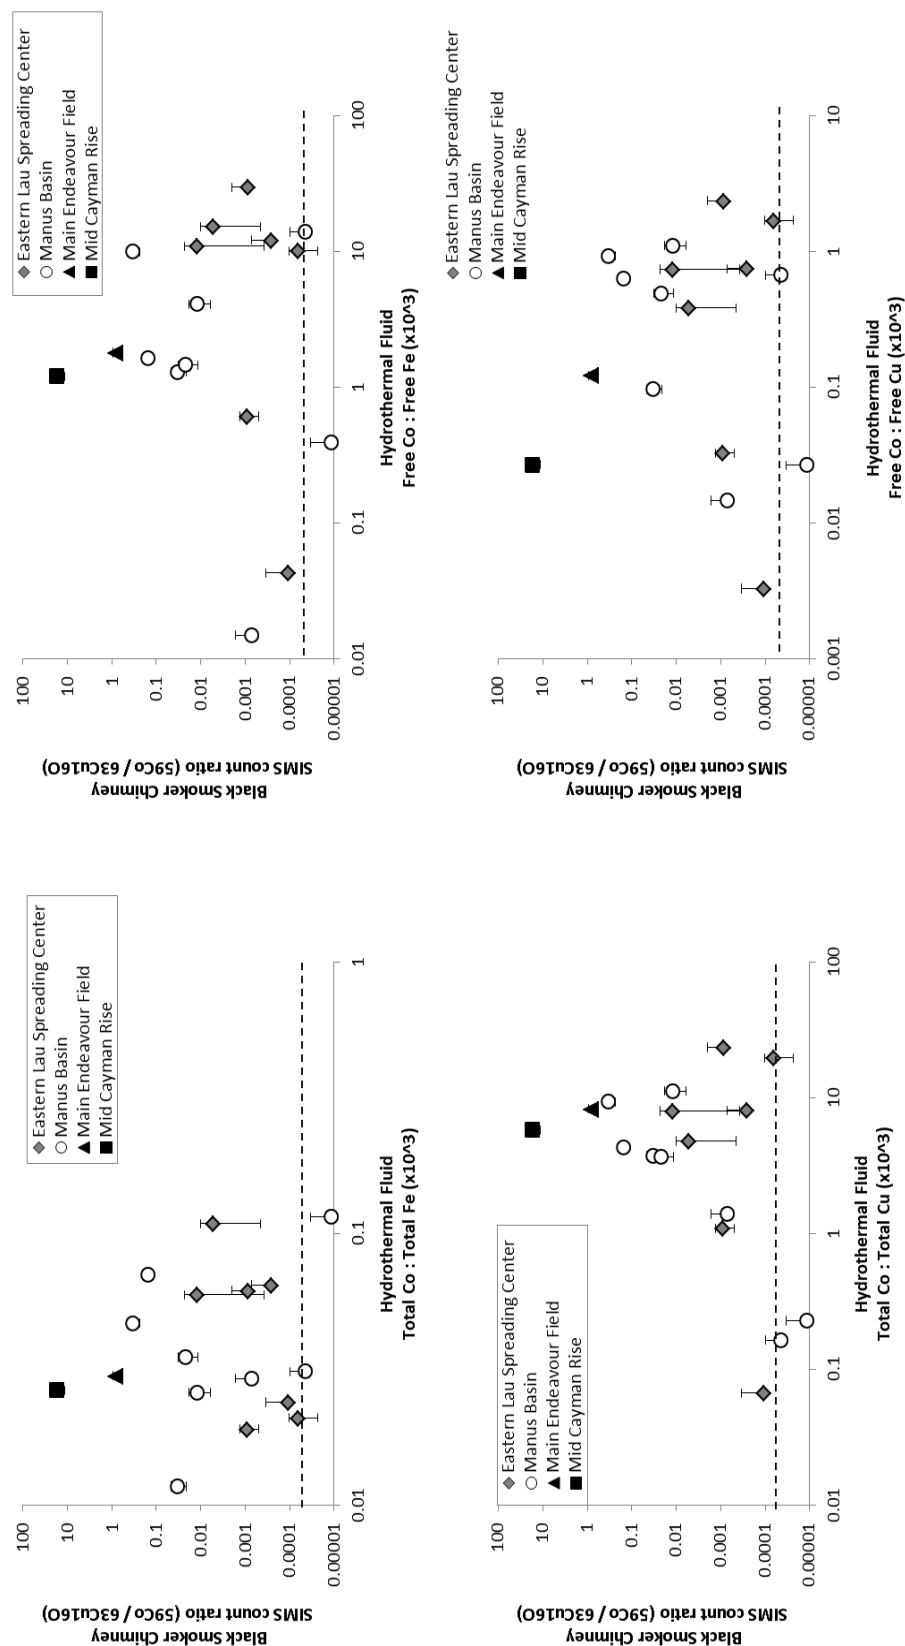 Black Smoker Chimney
SIMS count ratio (59Co / 63Cu16O)
100
10
1
0.1
0.01
0.001
0.0001
0.00001
0.01
0.1
1
Hydrothermal Fluid
Total Co : Total Fe (x10^3)
Eastern Lau Spreading Center
Manus Basin
Main Endeavour Field
Mid Cayman Rise
Black Smoker Chimney
SIMS count ratio (59Co / 63Cu16O)
100
10
1
0.1
0.01
0.001
0.0001
0.00001
0.01
0.1
1
10
100
Hydrothermal Fluid
Free Co : Free Fe (x10^3)
Eastern Lau Spreading Center
Manus Basin
Main Endeavour Field
Mid Cayman Rise
Black Smoker Chimney
SIMS count ratio (59Co / 63Cu16O)
100
10
1
0.1
0.01
0.001
0.0001
0.00001
0.01
0.1
1
10
100
Hydrothermal Fluid
Total Co : Total Cu (x10^3)
Eastern Lau Spreading Center
Manus Basin
Main Endeavour Field
Mid Cayman Rise
Black Smoker Chimney
SIMS count ratio (59Co / 63Cu16O)
100
10
1
0.1
0.01
0.001
0.0001
0.00001
0.001
0.01
0.1
1
10
Hydrothermal Fluid
Free Co : Free Cu (x10^3)
Eastern Lau Spreading Center
Manus Basin
Main Endeavour Field
Mid Cayman Rise